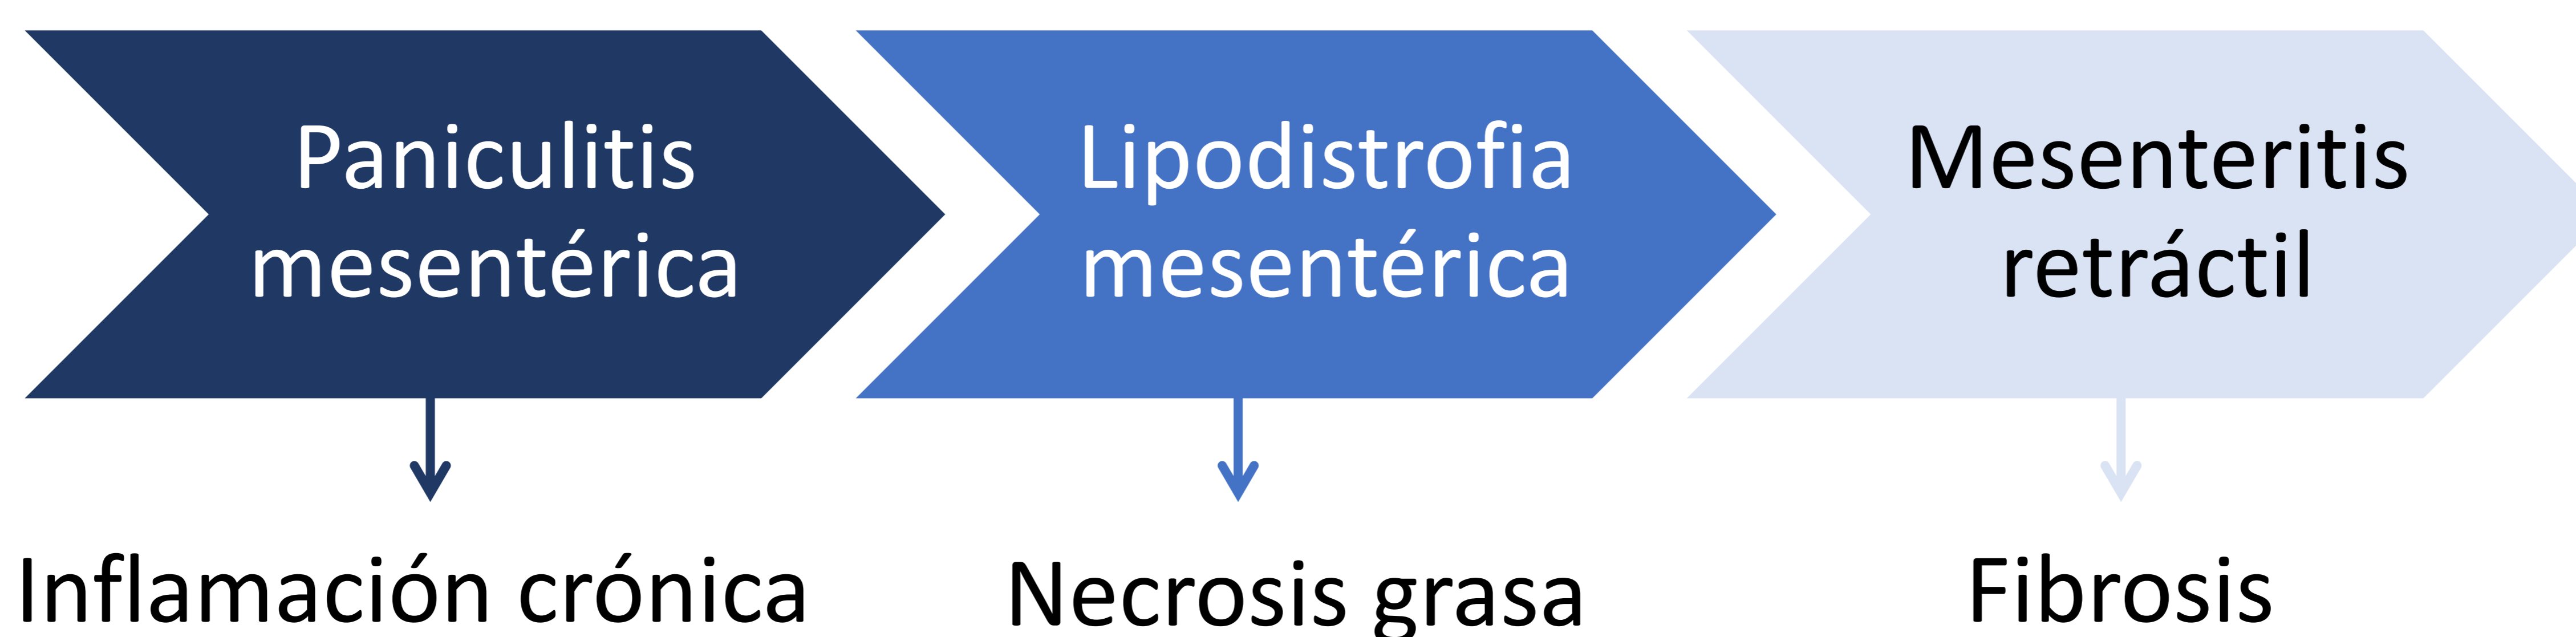 Paniculitis
mesentérica
Lipodistrofia
mesentérica
Mesenteritis
retráctil
Inflamación crónica
Necrosis grasa
Fibrosis